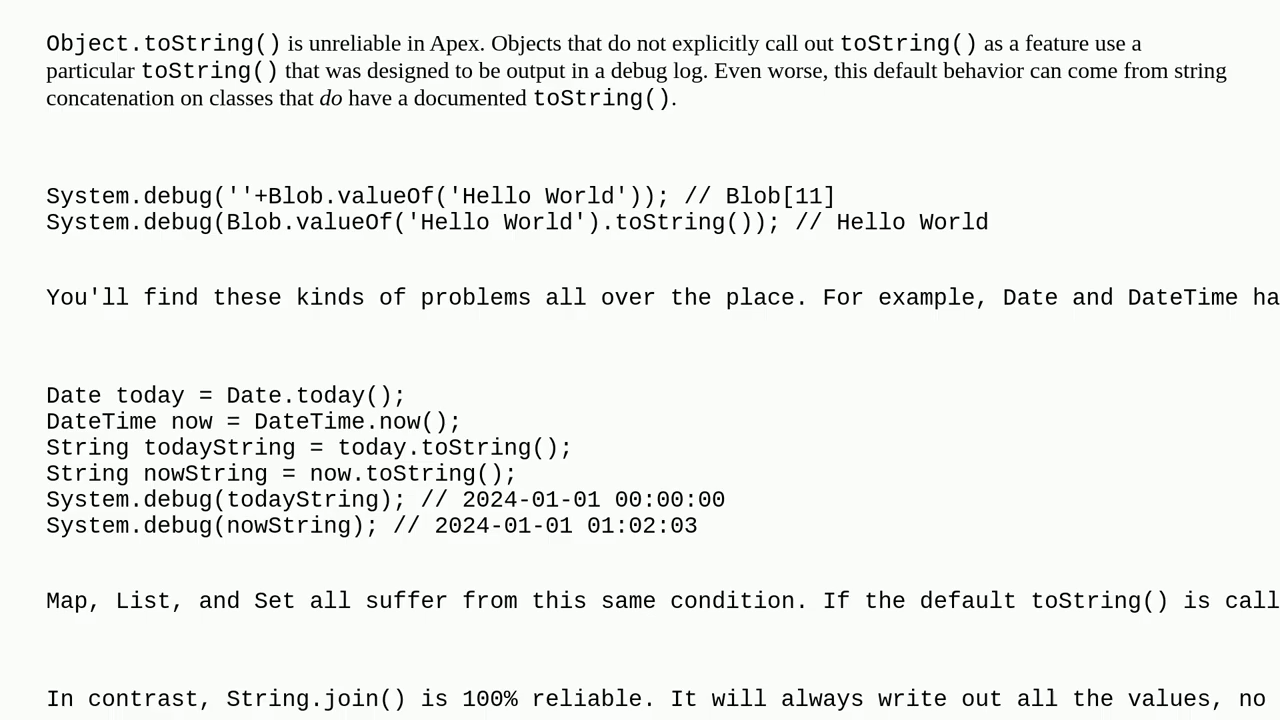 Object.toString() is unreliable in Apex. Objects that do not explicitly call out toString() as a feature use a
particular toString() that was designed to be output in a debug log. Even worse, this default behavior can come from string
concatenation on classes that do have a documented toString().
System.debug(''+Blob.valueOf('Hello World')); // Blob[11]
System.debug(Blob.valueOf('Hello World').toString()); // Hello World
You'll find these kinds of problems all over the place. For example, Date and DateTime ha
Date today = Date.today();
DateTime now = DateTime.now();
String todayString = today.toString();
String nowString = now.toString();
System.debug(todayString); // 2024-01-01 00:00:00
System.debug(nowString); // 2024-01-01 01:02:03
Map, List, and Set all suffer from this same condition. If the default toString() is call
In contrast, String.join() is 100% reliable. It will always write out all the values, no